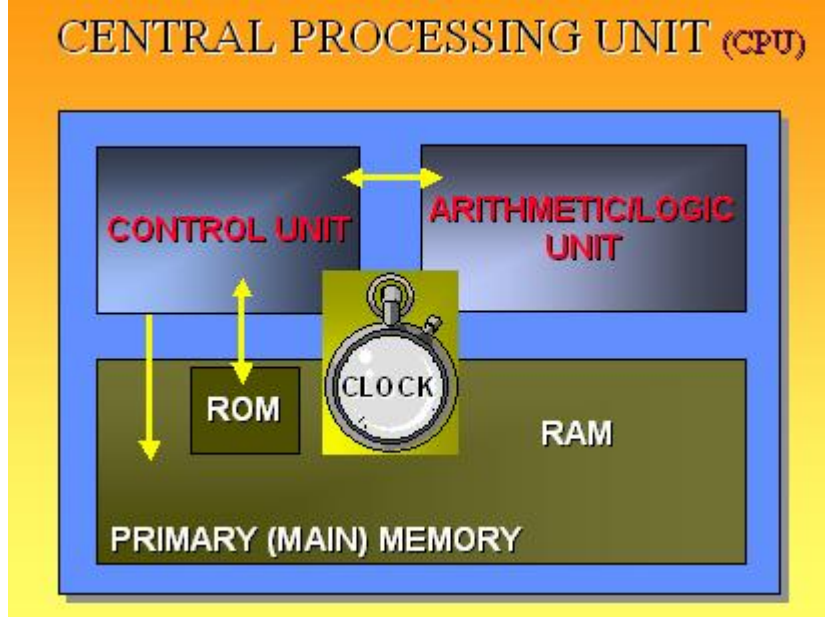 CENTRAL PROCESSING UNIT (CPU)
CONTROL UNIT
ARITHMETIC/LOGIC
UNIT
CLOCK
ROM
RAM
PRIMARY (MAIN) MEMORY